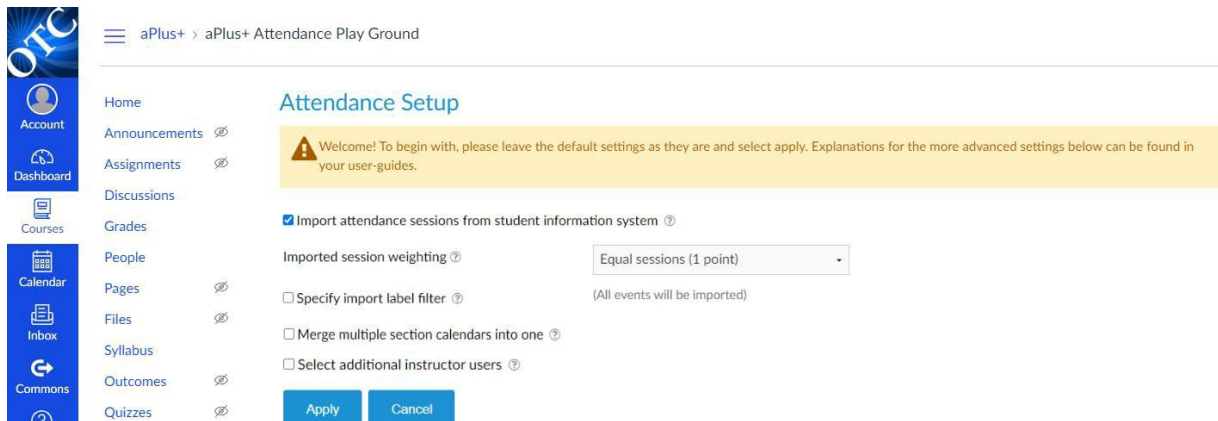 OTC
aPlus+ > aPlus+ Attendance Play Ground
Account
Dashboard
Courses
Calendar
Inbox
Commons
Home
Announcements
Assignments
Discussions
Grades
People
Pages
Files
Syllabus
Outcomes
Quizzes
Attendance Setup
Welcome! To begin with, please leave the default settings as they are and select apply. Explanations for the more advanced settings below can be found in
your user-guides.
Import attendance sessions from student information system ?
Imported session weighting ? Equal sessions (1 point)
Specify import label filter ? (All events will be imported)
Merge multiple section calendars into one ?
Select additional instructor users ?
Apply Cancel